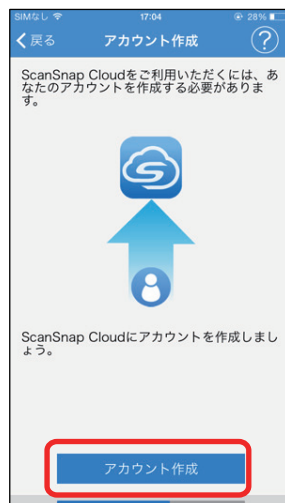 SIMなし 17:04 28%
戻る アカウント作成 ?
ScanSnap Cloudをご利用いただくには、あ
なたのアカウントを作成する必要がありま
す。
S
ScanSnap Cloudにアカウントを作成しまし
ょう。
アカウント作成